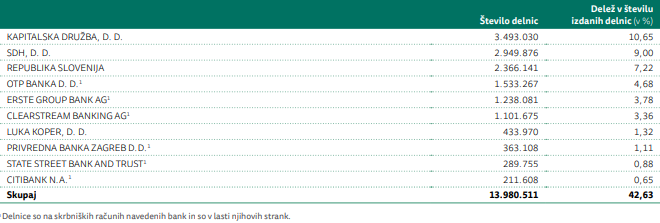 Število delnic Delež v številu izdanih delnic (v %)
KAPITALSKA DRUŽBA, D. D. 3.493.030 10,65
SDH, D. D. 2.949.876 9,00
REPUBLIKA SLOVENIJA 2.366.141 7,22
OTP BANKA D. D.¹ 1.533.267 4,68
ERSTE GROUP BANK AG¹ 1.238.081 3,78
CLEARSTREAM BANKING AG¹ 1.101.675 3,36
LUKA KOPER, D. D. 433.970 1,32
PRIVREDNA BANKA ZAGREB D.D.¹ 363.108 1,11
STATE STREET BANK AND TRUST¹ 289.755 0,88
CITIBANK N.A.¹ 211.608 0,65
Skupaj 13.980.511 42,63
¹ Delnice so na skrbniških računih navedenih bank in so v lasti njihovih strank.